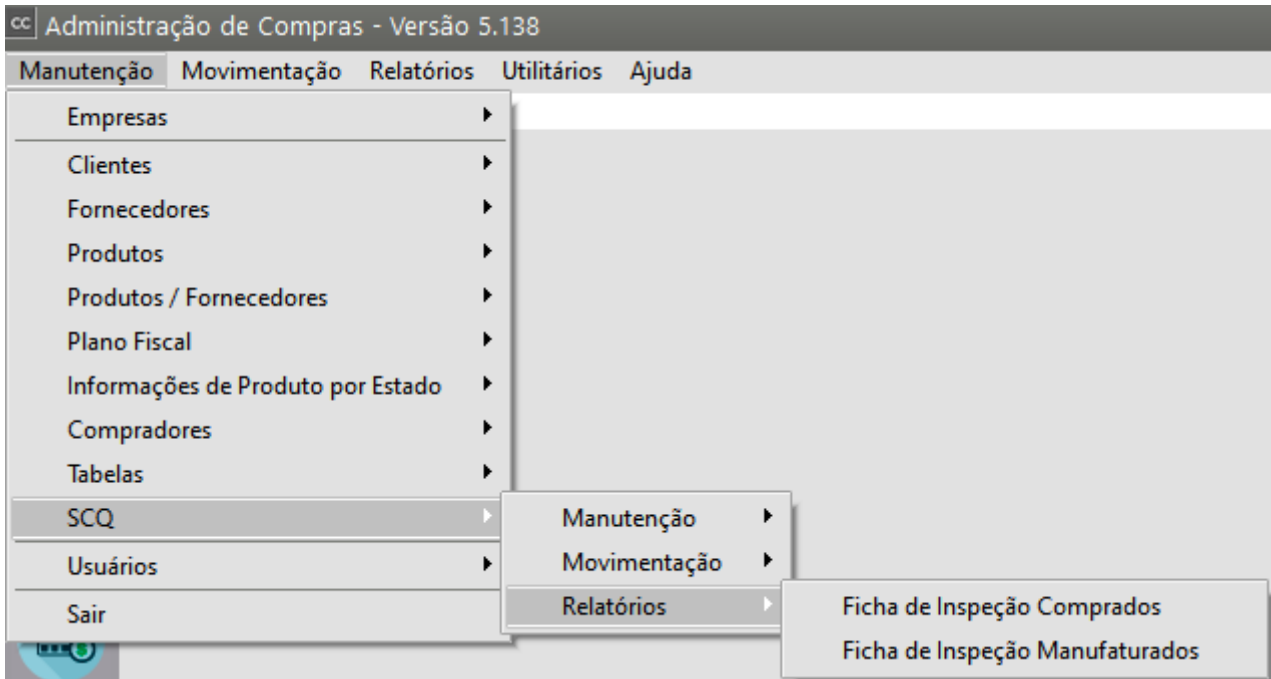 cc Administração de Compras - Versão 5.138
Manutenção Movimentação Relatórios Utilitários Ajuda
Empresas
Clientes
Fornecedores
Produtos
Produtos / Fornecedores
Plano Fiscal
Informações de Produto por Estado
Compradores
Tabelas
SCQ
Usuários
Sair
Manutenção
Movimentação
Relatórios
Ficha de Inspeção Comprados
Ficha de Inspeção Manufaturados